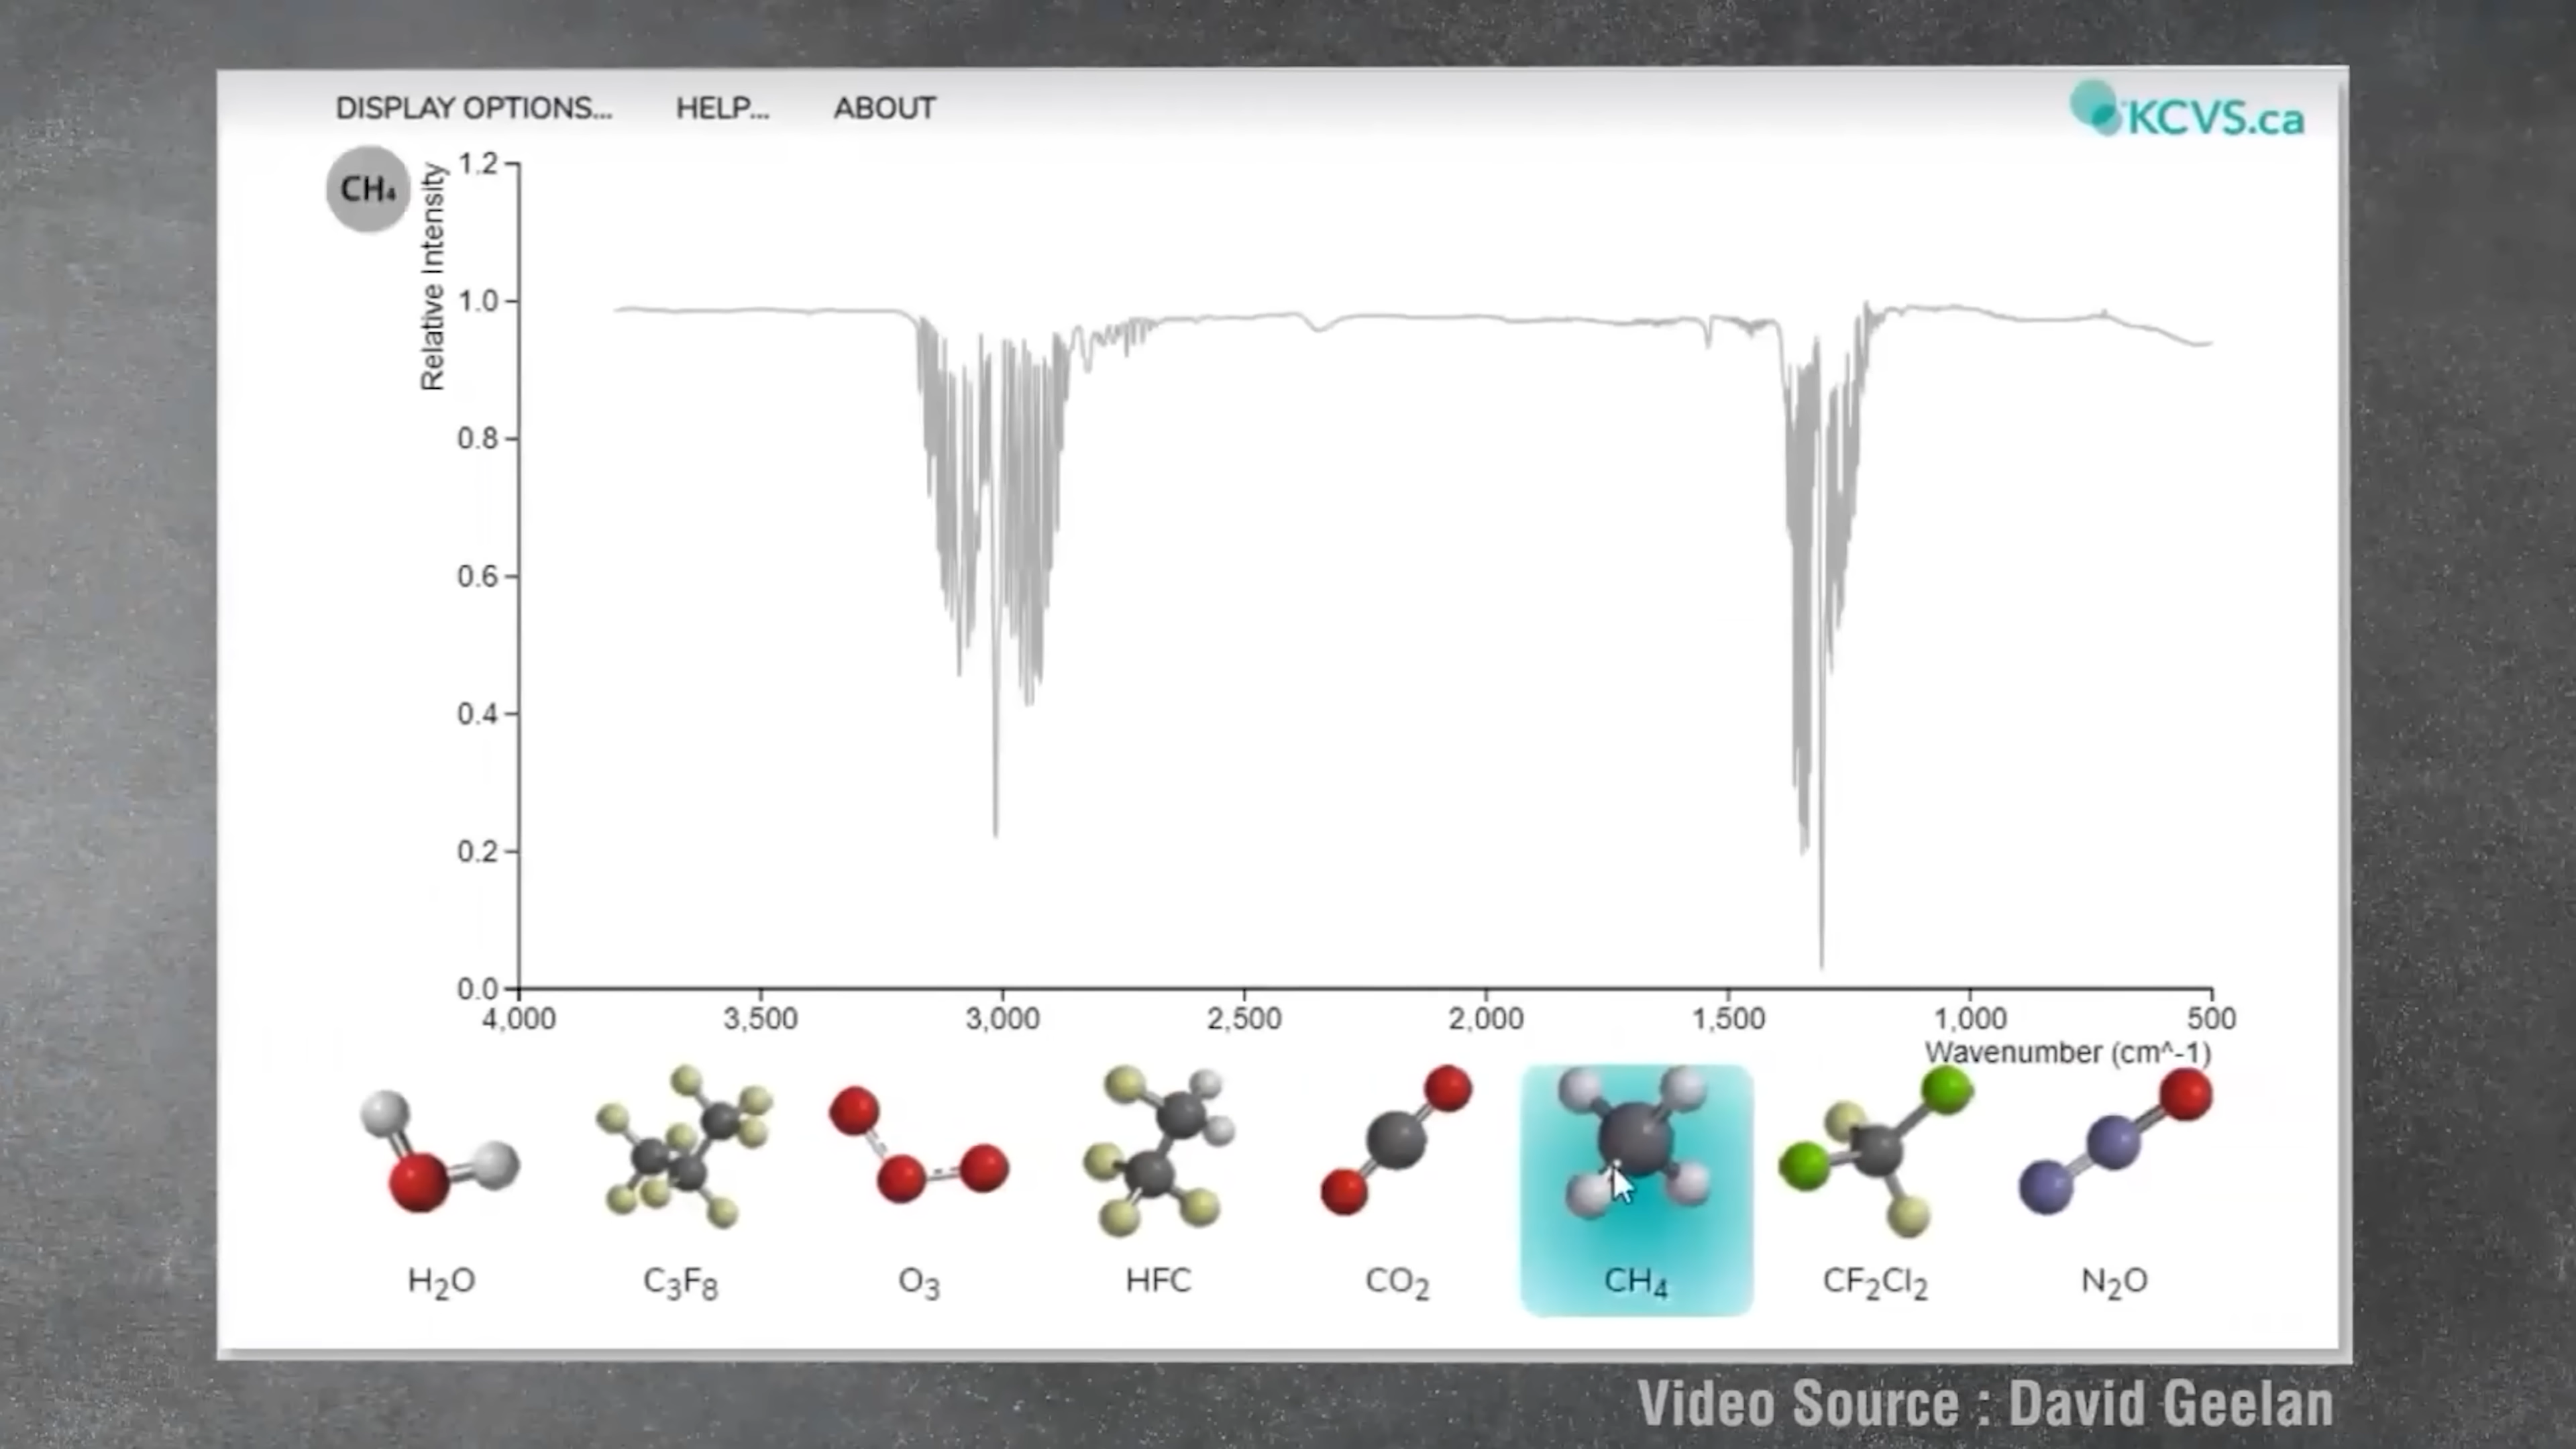 DISPLAY OPTIONS... HELP... ABOUT
KCVS.ca
CH₄
Relative Intensity
1.2
1.0
0.8
0.6
0.4
0.2
0.0
4,000 3,500 3,000 2,500 2,000 1,500 1,000 500
Wavenumber (cm^-1)
H₂O C₃F₈ O₃ HFC CO₂ CH₄ CF₂Cl₂ N₂O
Video Source : David Geelan